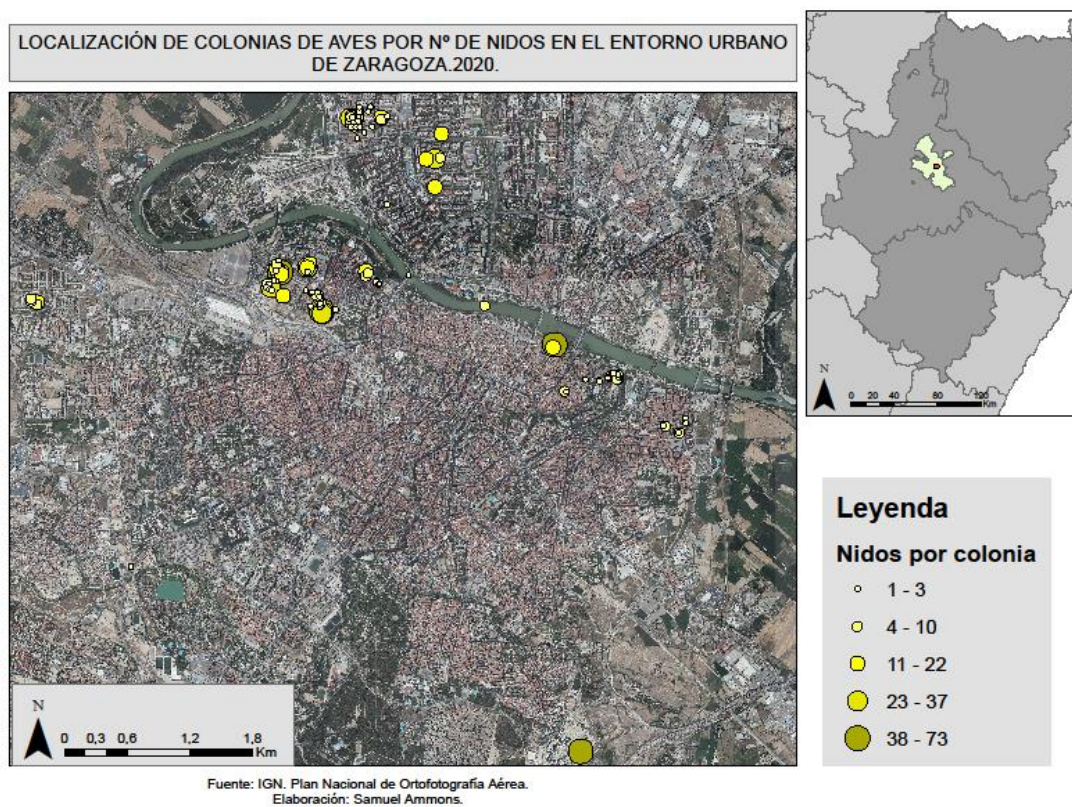 LOCALIZACIÓN DE COLONIAS DE AVES POR Nº DE NIDOS EN EL ENTORNO URBANO
DE ZARAGOZA.2020.
N
0 20 40 80 120
Km
Leyenda
Nidos por colonia
1 - 3
4 - 10
11 - 22
23 - 37
38 - 73
N
0 0,3 0,6 1,2 1,8
Km
Fuente: IGN. Plan Nacional de Ortofotografía Aérea.
Elaboración: Samuel Ammons.